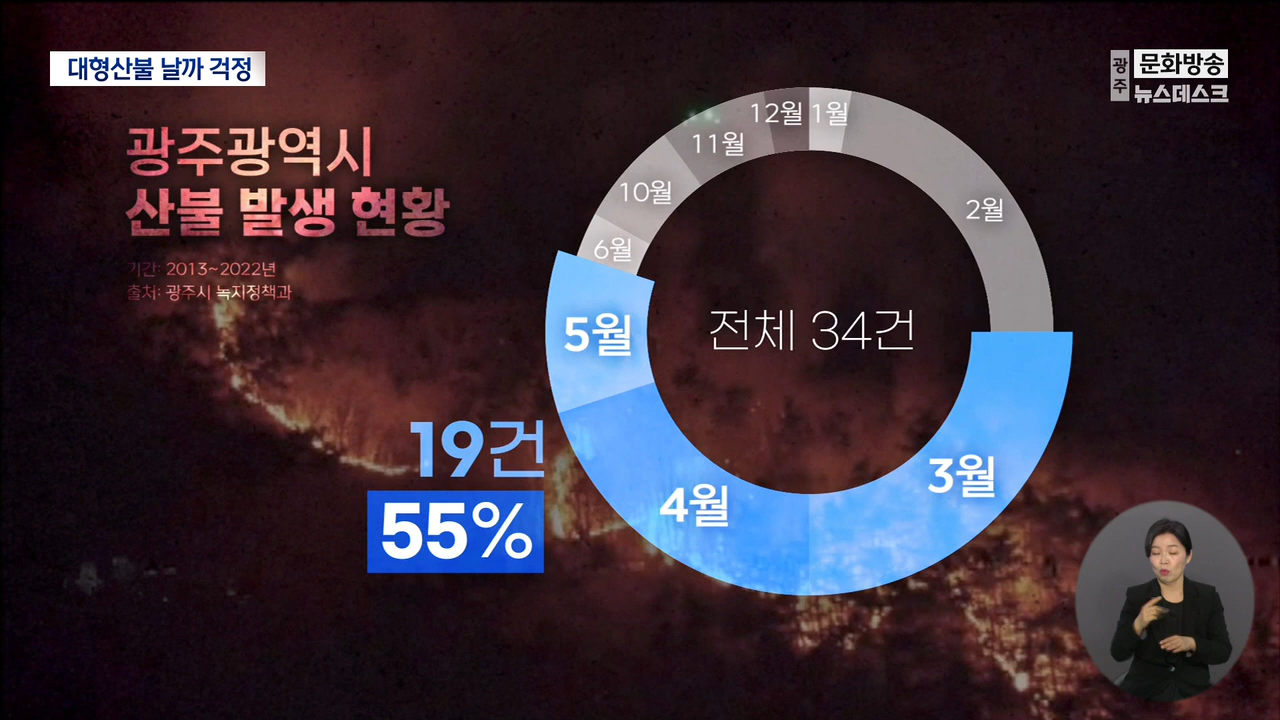 대형산불 날까 걱정
광주
문화방송
뉴스데스크
광주광역시
산불 발생 현황
기간: 2013~2022년
출처: 광주시 녹지정책과
12월
1월
11월
10월
2월
6월
5월
전체 34건
3월
4월
19건
55%